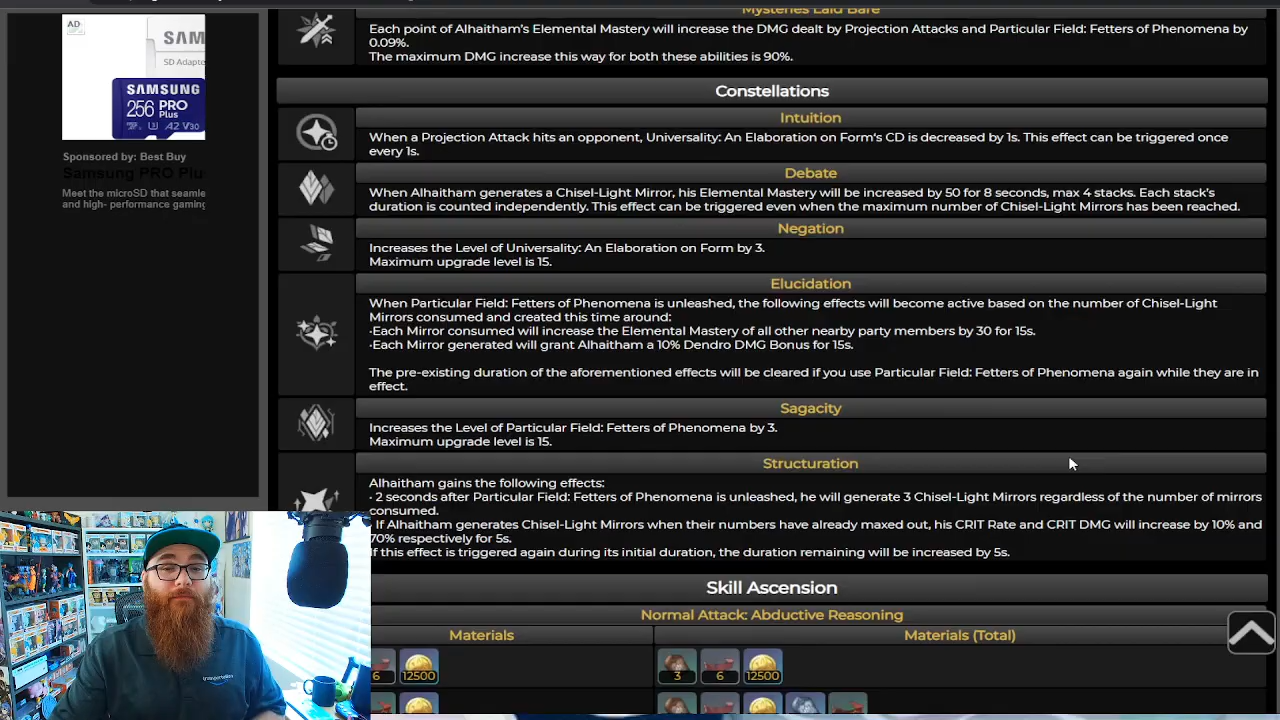 Mysteries Laid Bare
Each point of Alhaitham's Elemental Mastery will increase the DMG dealt by Projection Attacks and Particular Field: Fetters of Phenomena by
0.09%.
The maximum DMG increase this way for both these abilities is 90%.
Constellations
Intuition
When a Projection Attack hits an opponent, Universality: An Elaboration on Form's CD is decreased by 1s. This effect can be triggered once
every 1s.
Debate
When Alhaitham generates a Chisel-Light Mirror, his Elemental Mastery will be increased by 50 for 8 seconds, max 4 stacks. Each stack's
duration is counted independently. This effect can be triggered even when the maximum number of Chisel-Light Mirrors has been reached.
Negation
Increases the Level of Universality: An Elaboration on Form by 3.
Maximum upgrade level is 15.
Elucidation
When Particular Field: Fetters of Phenomena is unleashed, the following effects will become active based on the number of Chisel-Light
Mirrors consumed and created this time around:
·Each Mirror consumed will increase the Elemental Mastery of all other nearby party members by 30 for 15s.
·Each Mirror generated will grant Alhaitham a 10% Dendro DMG Bonus for 15s.
The pre-existing duration of the aforementioned effects will be cleared if you use Particular Field: Fetters of Phenomena again while they are in
effect.
Sagacity
Increases the Level of Particular Field: Fetters of Phenomena by 3.
Maximum upgrade level is 15.
Structuration
Alhaitham gains the following effects:
· 2 seconds after Particular Field: Fetters of Phenomena is unleashed, he will generate 3 Chisel-Light Mirrors regardless of the number of mirrors
consumed.
If Alhaitham generates Chisel-Light Mirrors when their numbers have already maxed out, his CRIT Rate and CRIT DMG will increase by 10% and
70% respectively for 5s.
If this effect is triggered again during its initial duration, the duration remaining will be increased by 5s.
Skill Ascension
Normal Attack: Abductive Reasoning
Materials
Materials (Total)
6
12500
3
6
12500
AD
SAM
SD Adapte
SAMSUNG
256 PRO
Plus
U3 A2 V30
Sponsored by: Best Buy
Samsung PRO Plu
Meet the microSD that seamle
and high- performance gaming